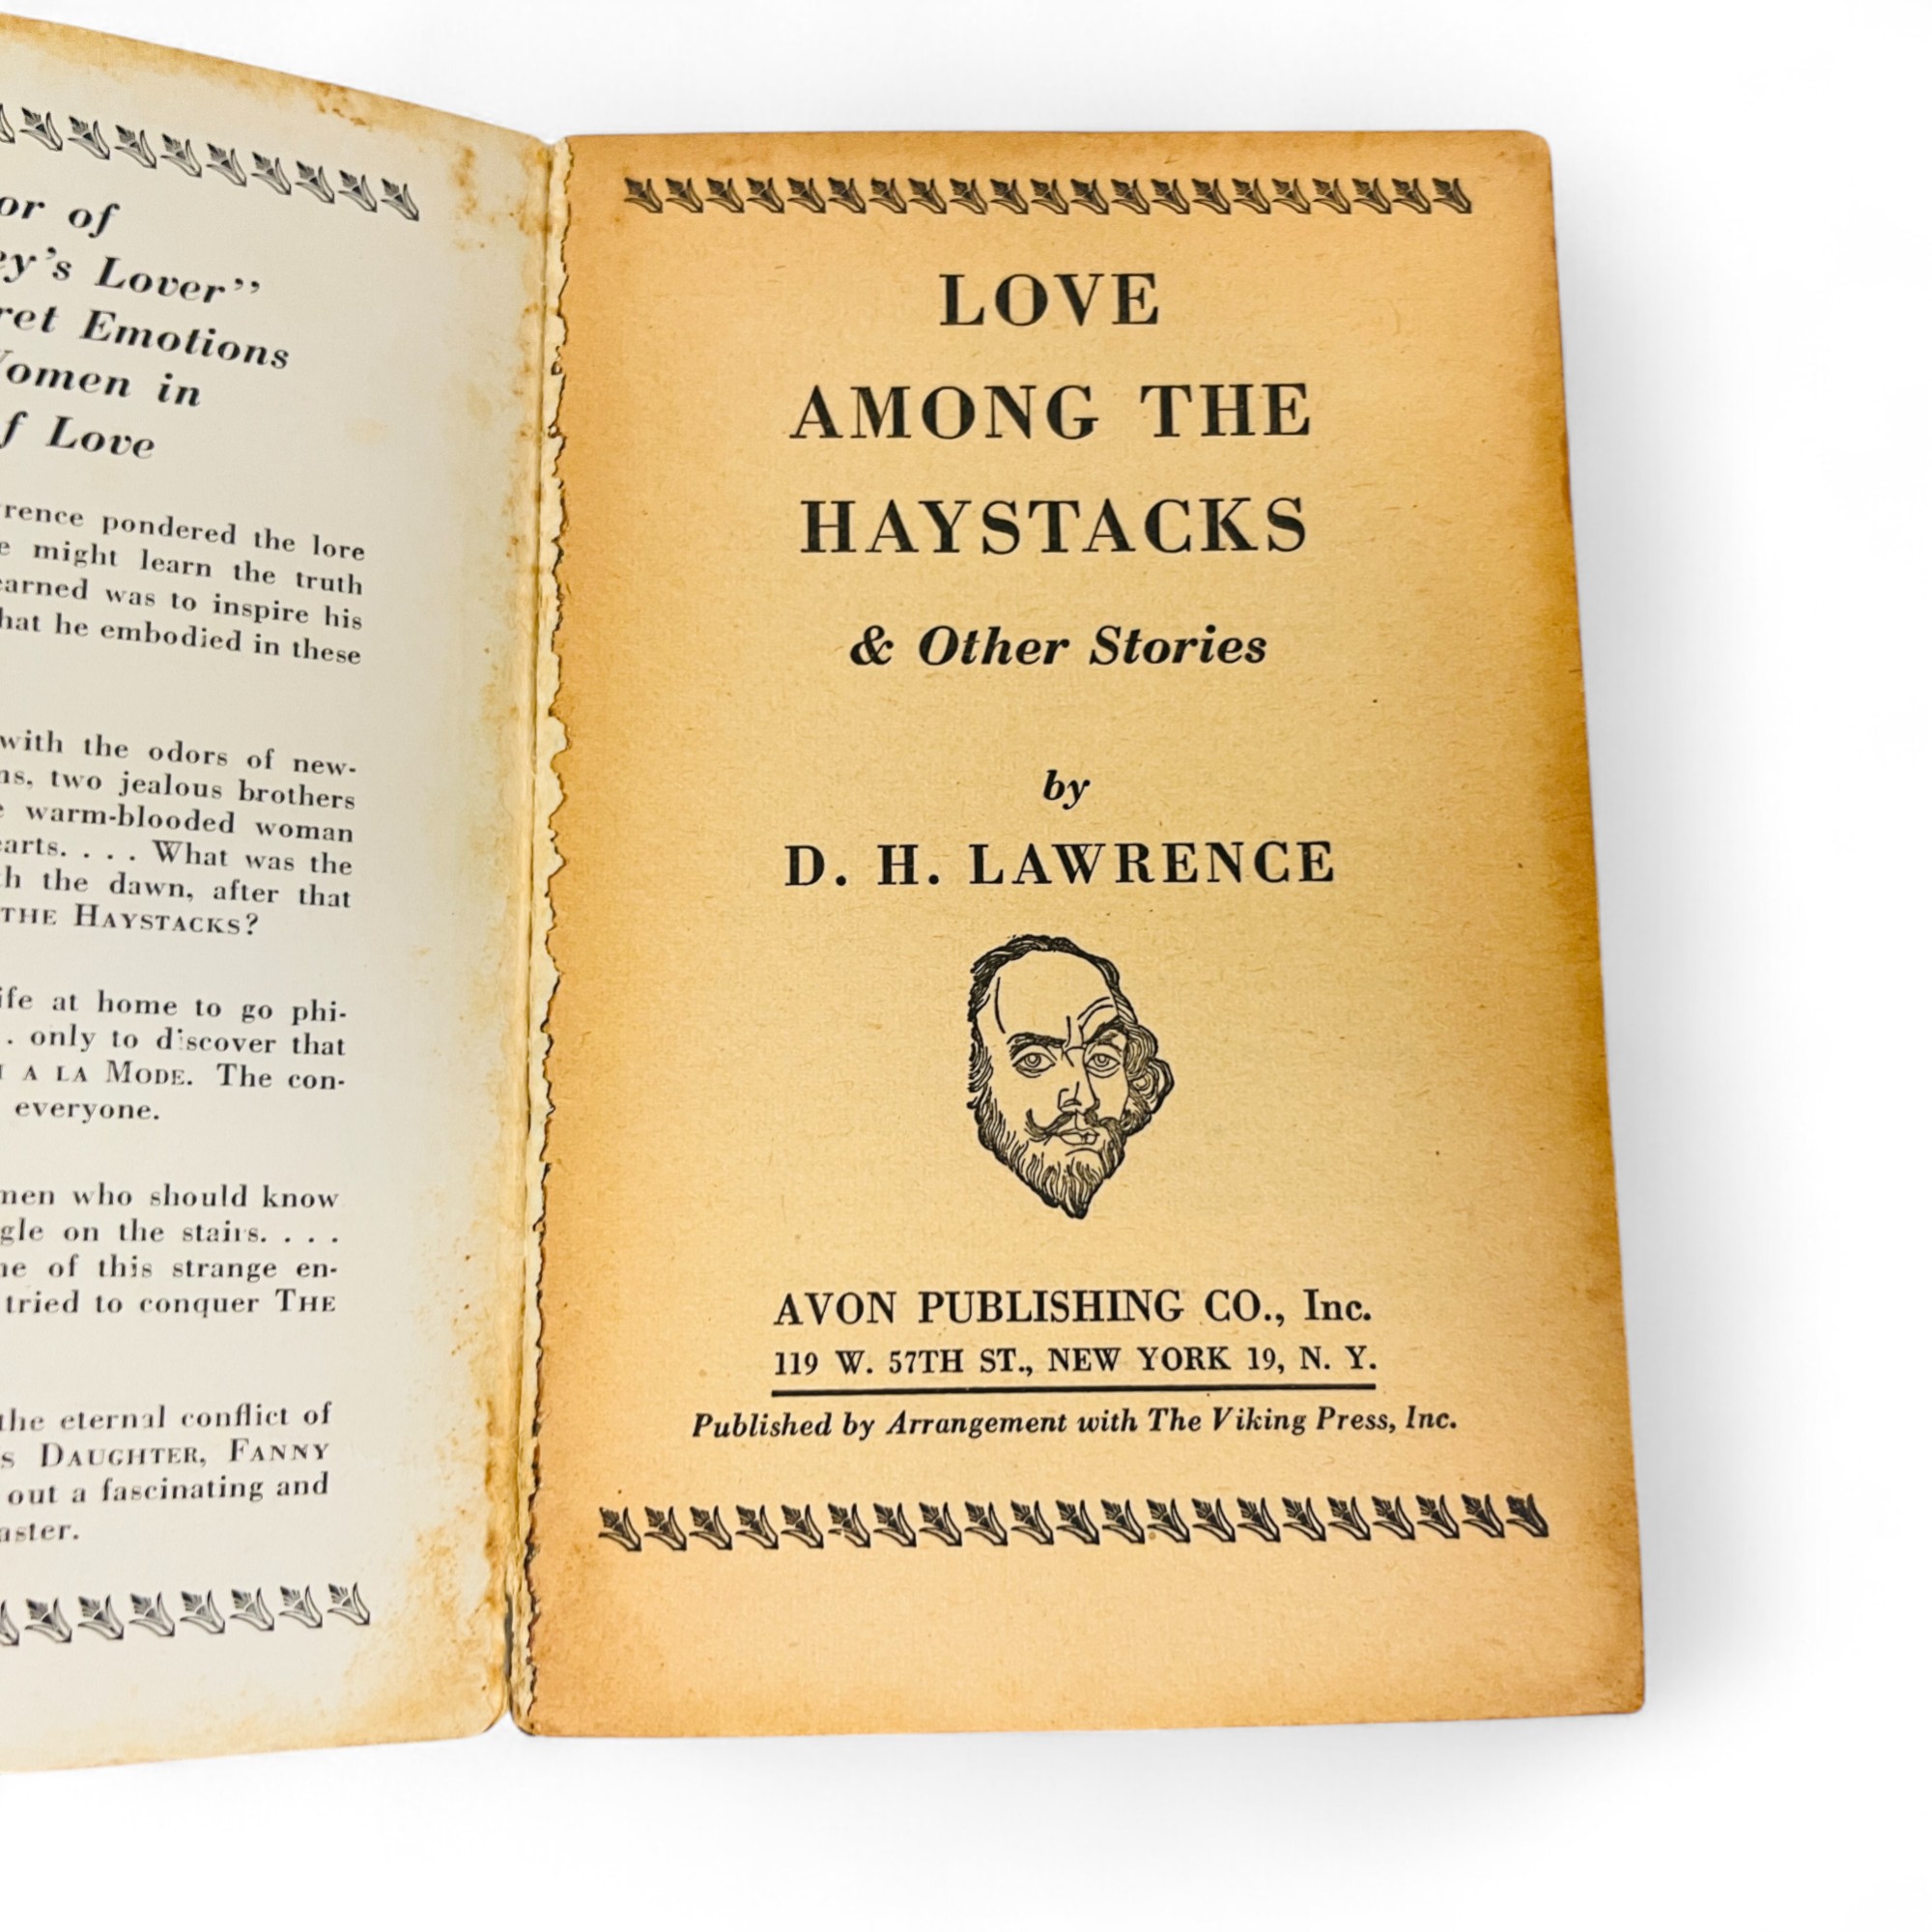 or of
ey's Lover"
ret Emotions
Women in
f Love
rence pondered the lore
e might learn the truth
earned was to inspire his
hat he embodied in these
with the odors of new-
ns, two jealous brothers
e warm-blooded woman
earts. . . . What was the
th the dawn, after that
THE HAYSTACKS?
ife at home to go phi-
. only to discover that
A LA MODE. The con-
everyone.
men who should know
gle on the stairs. . . .
ne of this strange en-
tried to conquer THE
the eternal conflict of
S DAUGHTER, FANNY
out a fascinating and
aster.
LOVE
AMONG THE
HAYSTACKS
& Other Stories
by
D. H. LAWRENCE
AVON PUBLISHING CO., Inc.
119 W. 57TH ST., NEW YORK 19, N. Y.
Published by Arrangement with The Viking Press, Inc.